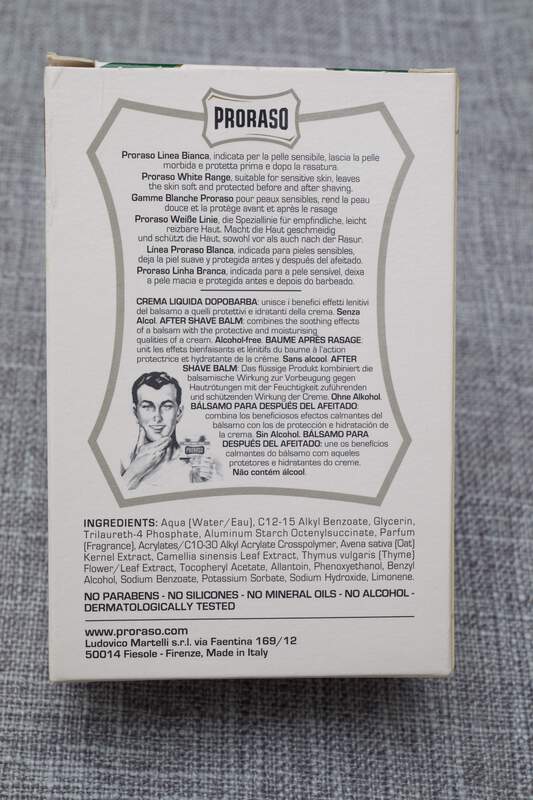 PRORASO
Proraso Linea Bianca, indicata per la pelle sensibile, lascia la pelle
morbida e protetta prima e dopo la rasatura.
Proraso White Range, suitable for sensitive skin, leaves
the skin soft and protected before and after shaving.
Gamme Blanche Proraso pour peaux sensibles, rend la peau
douce et la protège avant et après le rasage
Proraso Weiße Linie, die Speziallinie für empfindliche, leicht
reizbare Haut. Macht die Haut geschmeidig
und schützt die Haut, sowohl vor als auch nach der Rasur.
Línea Proraso Blanca, indicada para pieles sensibles,
deja la piel suave y protegida antes y después del afeitado.
Proraso Linha Branca, indicada para a pele sensível, deixa
a pele macia e protegida antes e depois do barbeado.
CREMA LIQUIDA DOPOBARBA: unisce i benefici effetti lenitivi
del balsamo a quelli protettivi e idratanti della crema. Senza
Alcol. AFTER SHAVE BALM: combines the soothing effects
of a balsam with the protective and moisturising
qualities of a cream. Alcohol-free. BAUME APRÈS RASAGE:
unit les effets bienfaisants et lénitifs du baume à l'action
protectrice et hydratante de la crème. Sans alcool. AFTER
SHAVE BALM: Das flüssige Produkt kombiniert die
balsamische Wirkung zur Vorbeugung gegen
Hautrötungen mit der Feuchtigkeit zuführenden
und schützenden Wirkung der Creme. Ohne Alkohol.
BÁLSAMO PARA DESPUÉS DEL AFEITADO:
combina los beneficiosos efectos calmantes del
bálsamo con los de protección e hidratación de
la crema. Sin Alcohol. BÁLSAMO PARA
DESPUÉS DEL AFEITADO: une os benefícios
calmantes do bálsamo com aqueles
protetores e hidratantes do creme.
Não contém álcool.
PRORASO
INGREDIENTS: Aqua (Water/Eau), C12-15 Alkyl Benzoate, Glycerin,
Trilaureth-4 Phosphate, Aluminum Starch Octenylsuccinate, Parfum
(Fragrance), Acrylates/C10-30 Alkyl Acrylate Crosspolymer, Avena sativa (Oat)
Kernel Extract, Camellia sinensis Leaf Extract, Thymus vulgaris (Thyme)
Flower/Leaf Extract, Tocopheryl Acetate, Allantoin, Phenoxyethanol, Benzyl
Alcohol, Sodium Benzoate, Potassium Sorbate, Sodium Hydroxide, Limonene.
NO PARABENS - NO SILICONES - NO MINERAL OILS - NO ALCOHOL -
DERMATOLOGICALLY TESTED
www.proraso.com
Ludovico Martelli s.r.l. via Faentina 169/12
50014 Fiesole - Firenze, Made in Italy